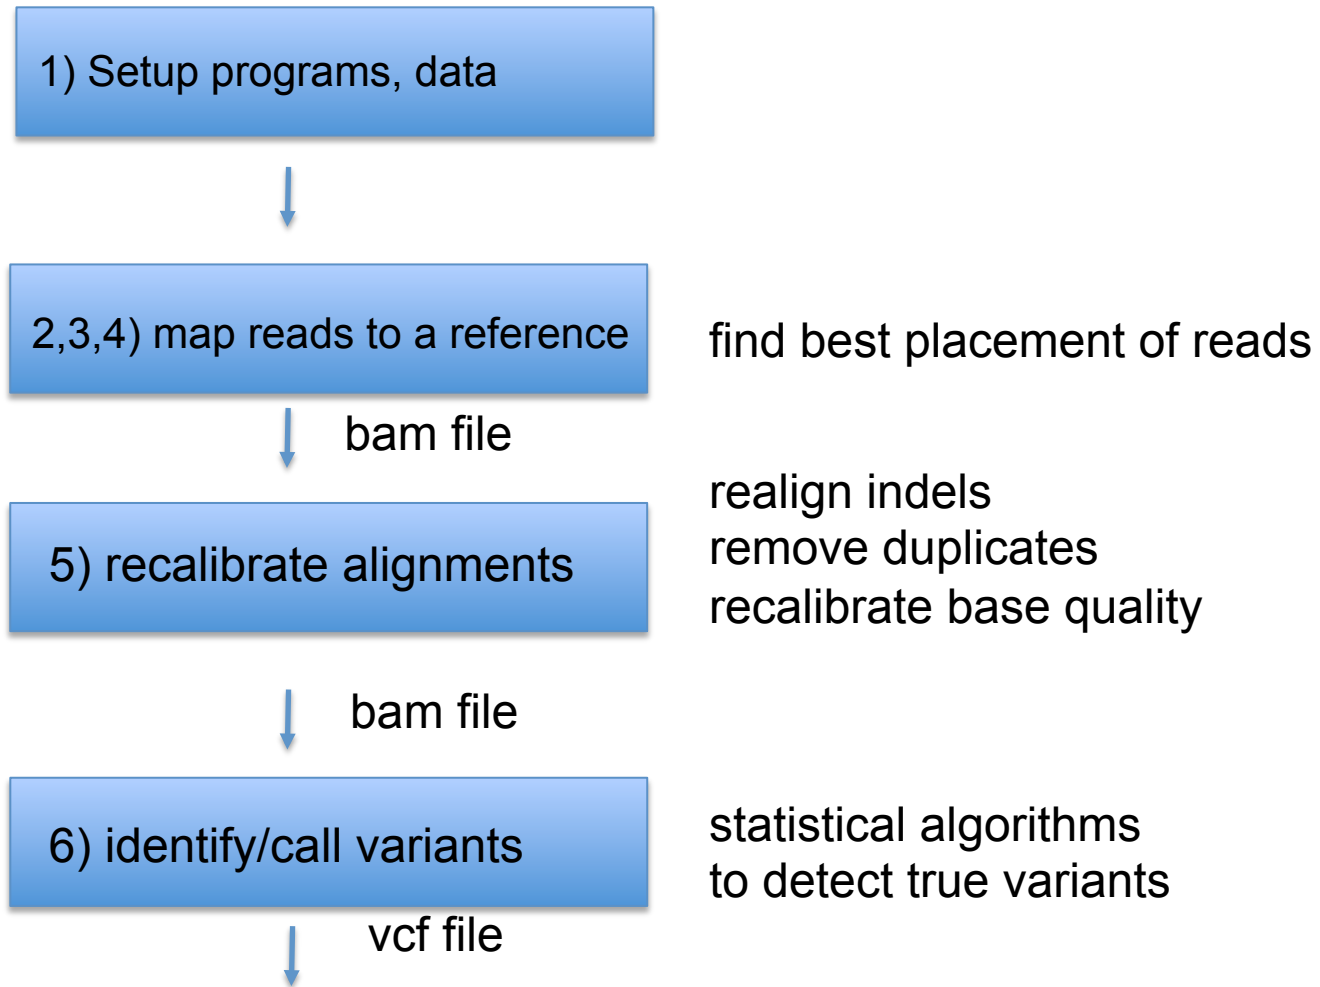 1) Setup programs, data
2,3,4) map reads to a reference
find best placement of reads
bam file
5) recalibrate alignments
realign indels
remove duplicates
recalibrate base quality
bam file
6) identify/call variants
statistical algorithms
to detect true variants
vcf file